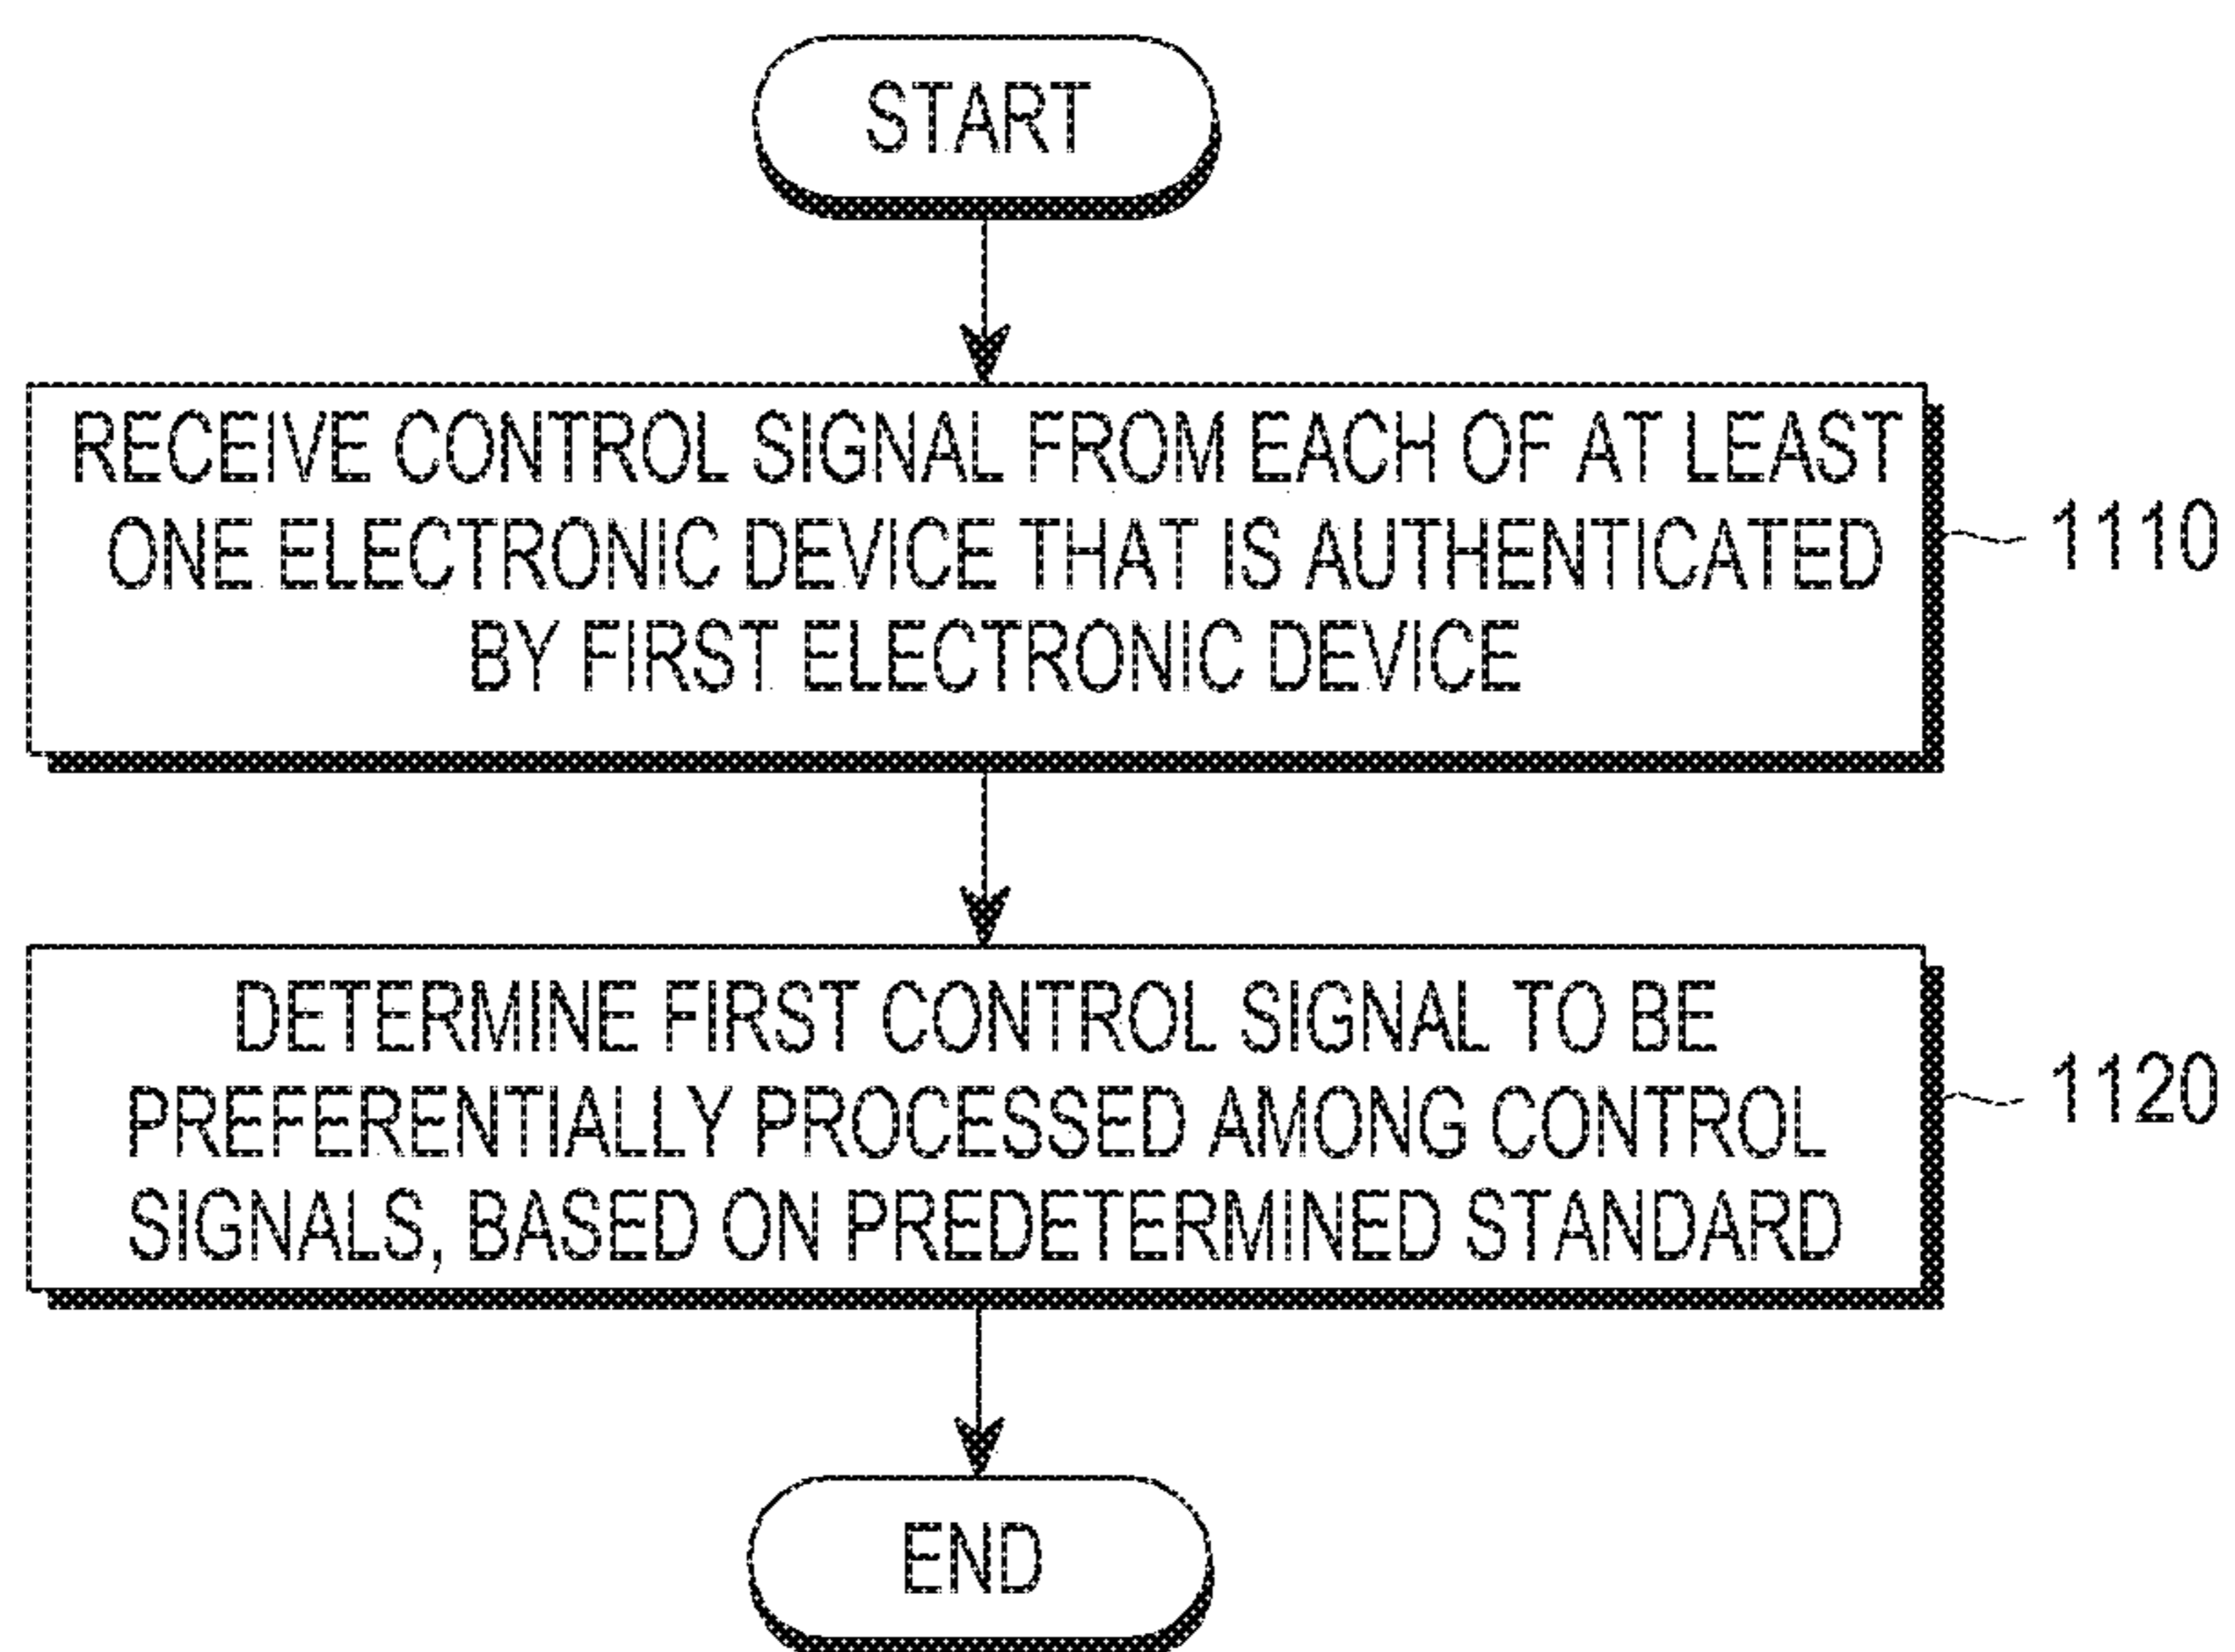 START
RECEIVE CONTROL SIGNAL FROM EACH OF AT LEAST
ONE ELECTRONIC DEVICE THAT IS AUTHENTICATED
BY FIRST ELECTRONIC DEVICE
1110
DETERMINE FIRST CONTROL SIGNAL TO BE
PREFERENTIALLY PROCESSED AMONG CONTROL
SIGNALS, BASED ON PREDETERMINED STANDARD
1120
END